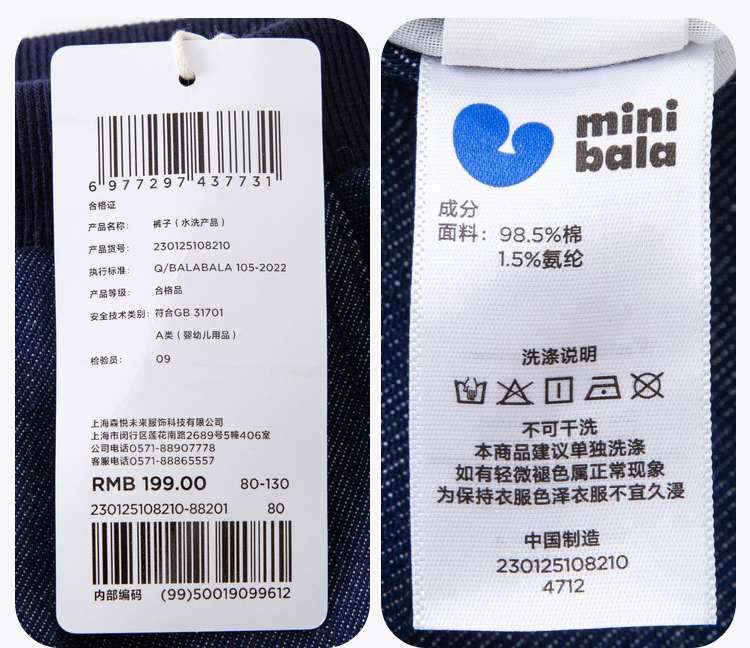 6 977297 437731
合格证
产品名称： 裤子（水洗产品）
产品货号： 230125108210
执行标准： Q/BALABALA 105-2022
产品等级： 合格品
安全技术类别： 符合GB 31701
A类（婴幼儿用品）
检验员： 09
上海森悦未来服饰科技有限公司
上海市闵行区莲花南路2689号5幢406室
公司电话0571-88907778
客服电话0571-88865557
RMB 199.00 80-130
230125108210-88201 80
内部编码 (99)50019099612
mini
bala
成分
面料：98.5%棉
1.5%氨纶
洗涤说明
不可干洗
本商品建议单独洗涤
如有轻微褪色属正常现象
为保持衣服色泽衣服不宜久浸
中国制造
230125108210
4712